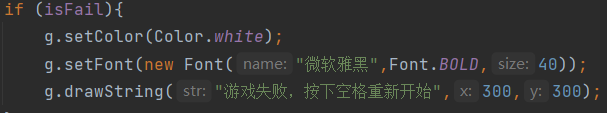 if (isFail){
g.setColor(Color.white);
g.setFont(new Font( name: "微软雅黑",Font.BOLD, size: 40));
g.drawString( str: "游戏失败，按下空格重新开始", x: 300, y: 300);